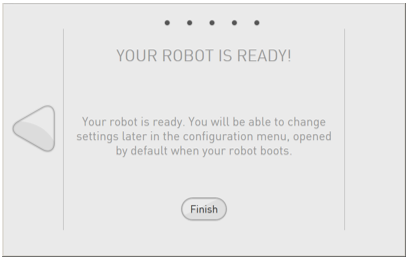 YOUR ROBOT IS READY!
Your robot is ready. You will be able to change
settings later in the configuration menu, opened
by default when your robot boots.
Finish